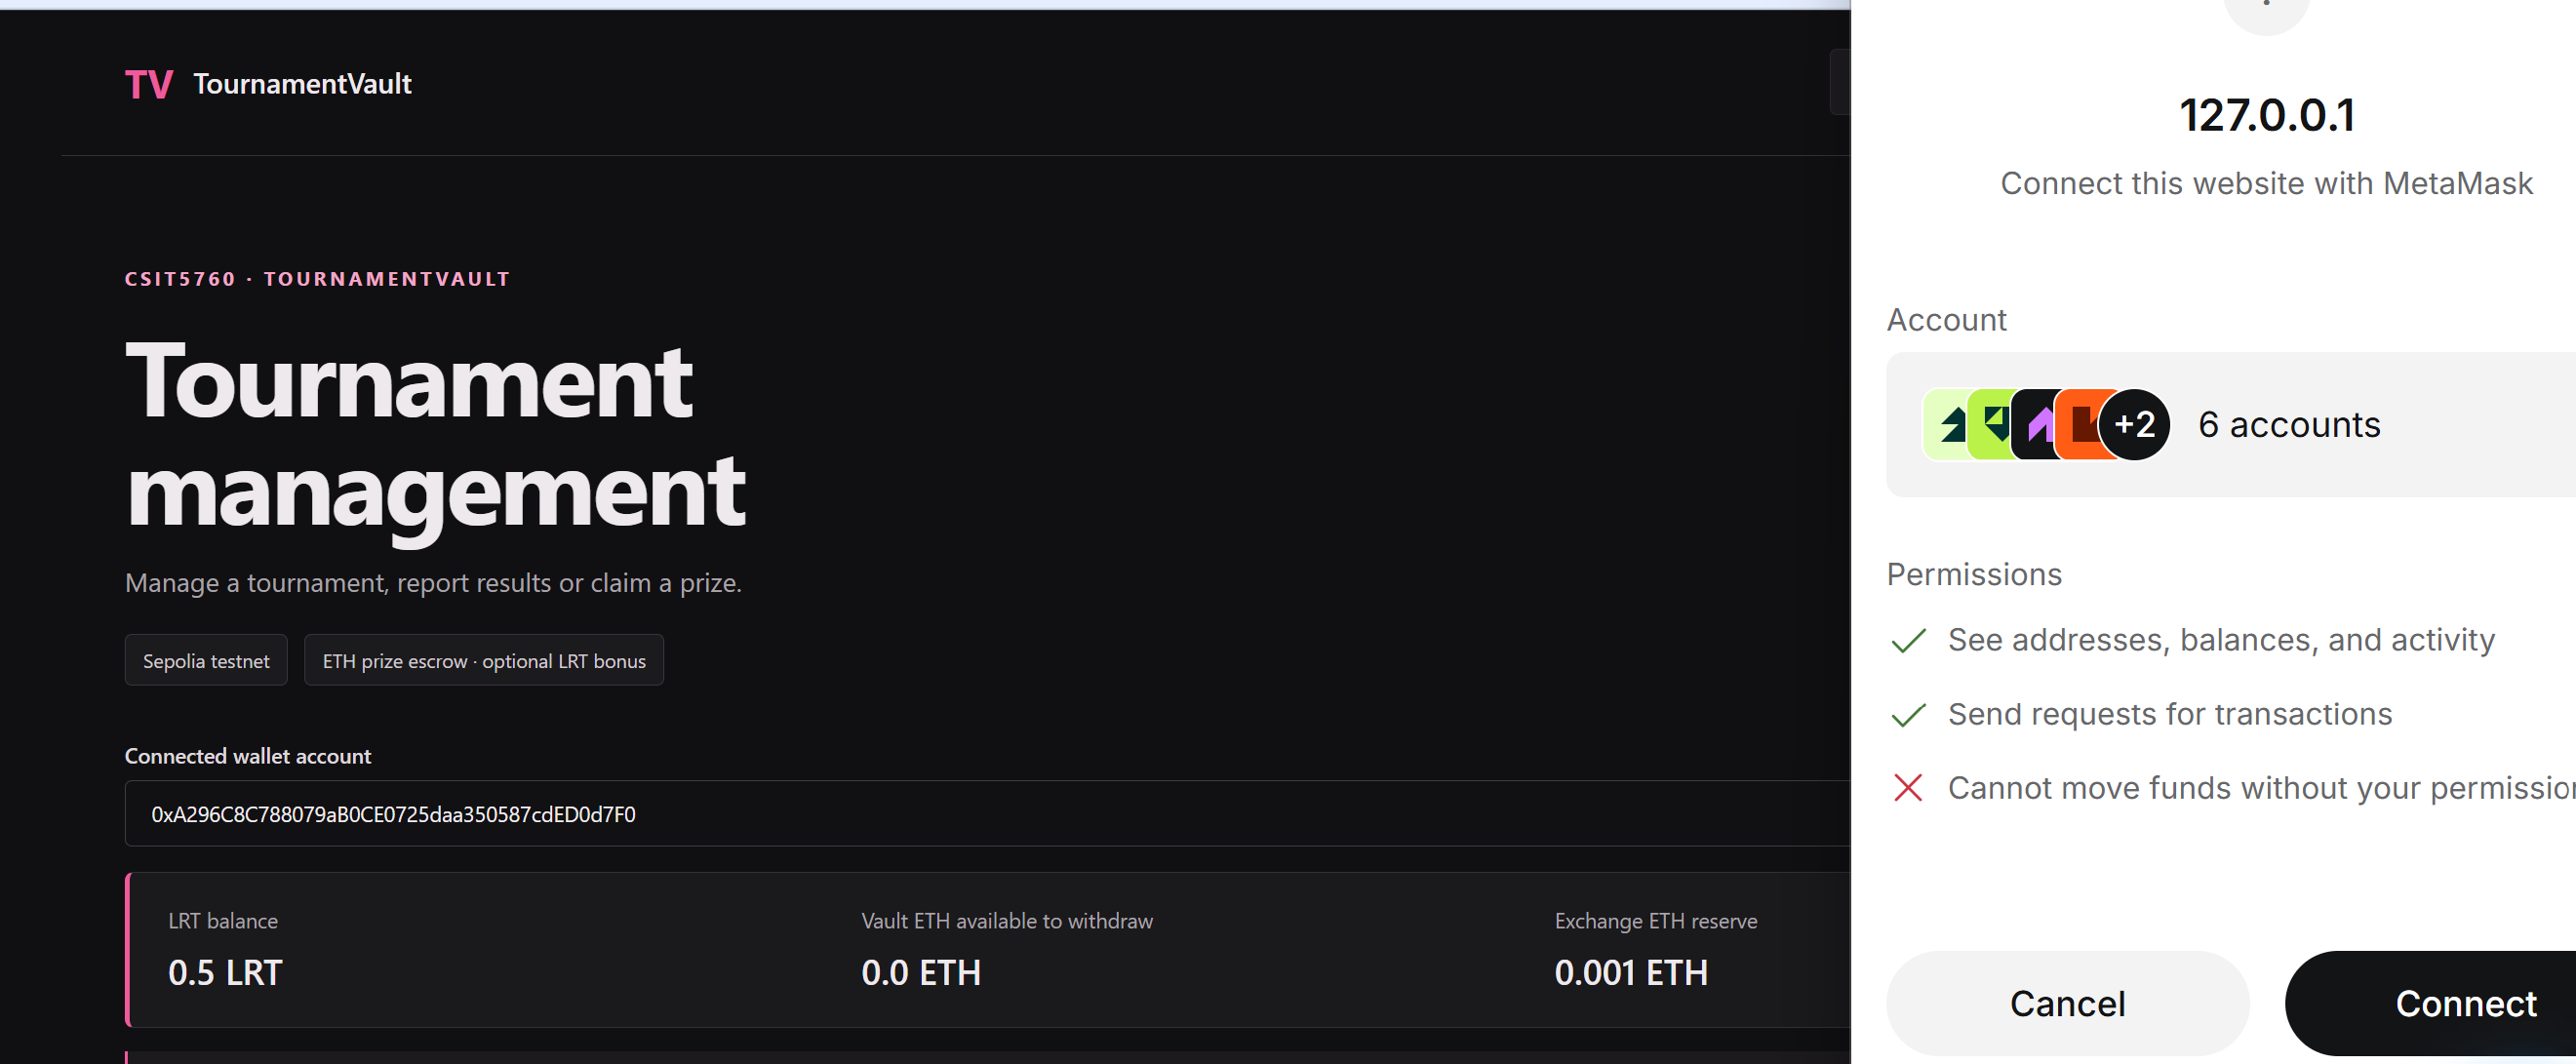 TV TournamentVault
CSIT5760 · TOURNAMENTVAULT
Tournament
management
Manage a tournament, report results or claim a prize.
Sepolia testnet
ETH prize escrow · optional LRT bonus
Connected wallet account
0xA296C8C788079aB0CE0725daa350587cdED0d7F0
LRT balance
0.5 LRT
Vault ETH available to withdraw
0.0 ETH
Exchange ETH reserve
0.001 ETH
127.0.0.1
Connect this website with MetaMask
Account
+2 6 accounts
Permissions
See addresses, balances, and activity
Send requests for transactions
Cannot move funds without your permission
Cancel
Connect